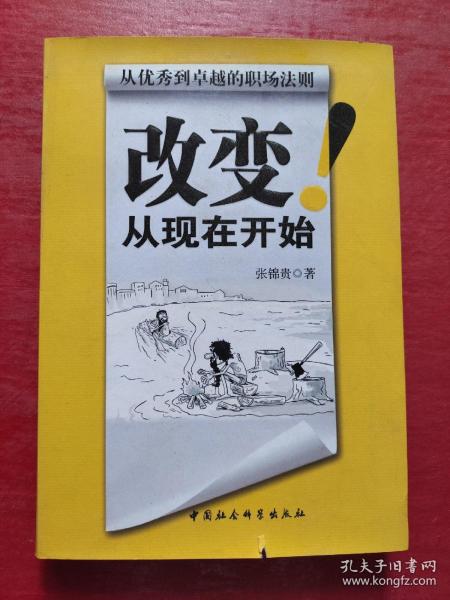 从优秀到卓越的职场法则
改变!
从现在开始
张锦贵◎著
中国社会科学出版社
孔夫子旧书网
www.kongfz.com